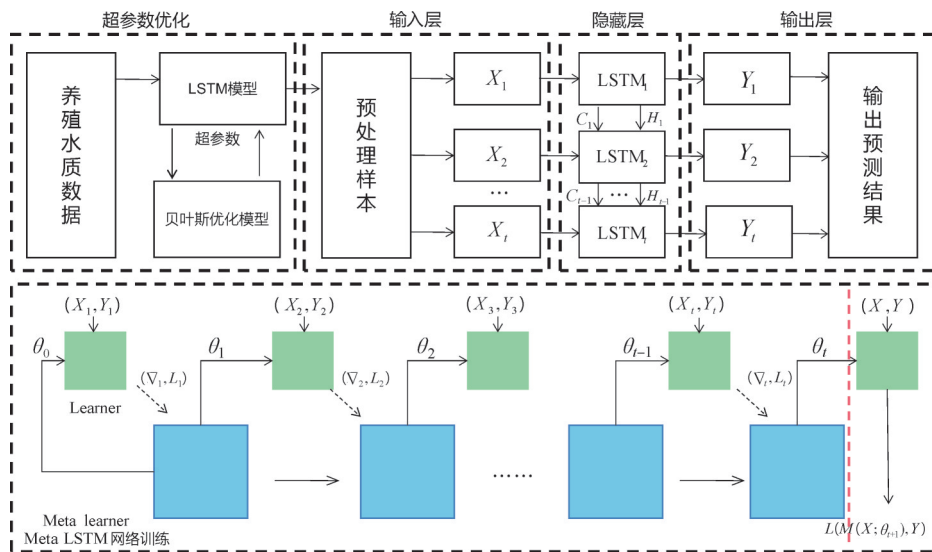 超参数优化
输入层
隐藏层
输出层
养殖水质数据
LSTM模型
超参数
贝叶斯优化模型
预处理样本
X₁
X₂
…
Xₜ
LSTM₁
C₁
H₁
LSTM₂
Cₜ₋₁
…
Hₜ₋₁
LSTMₜ
Y₁
Y₂
Yₜ
输出预测结果
(X₁,Y₁)
(X₂,Y₂)
(X₃,Y₃)
(Xₜ,Yₜ)
(X,Y)
θ₀
θ₁
θ₂
θₜ₋₁
θₜ
(∇₁,L₁)
(∇₂,L₂)
(∇ₜ,Lₜ)
Learner
……
Meta learner
Meta LSTM网络训练
L(M(X;θₜ₊₁),Y)